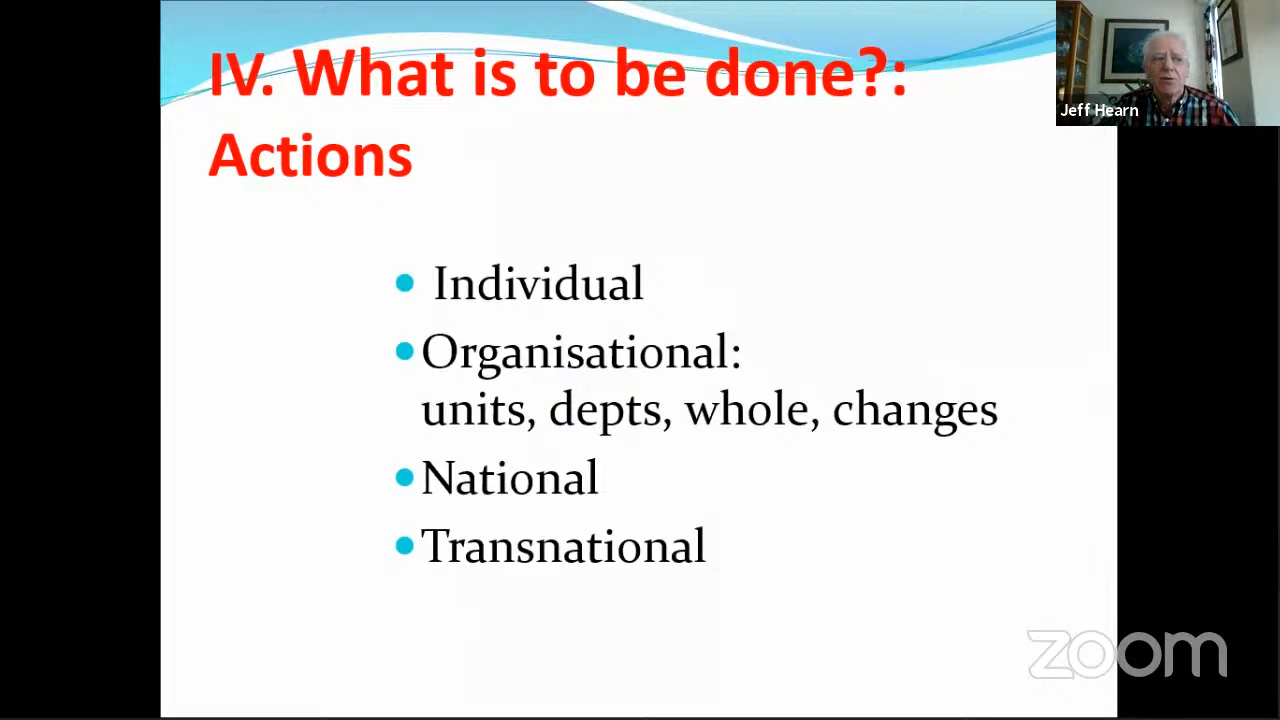 IV. What is to be done?:
Actions
Jeff Hearn
• Individual
• Organisational:
units, depts, whole, changes
• National
• Transnational
zoom